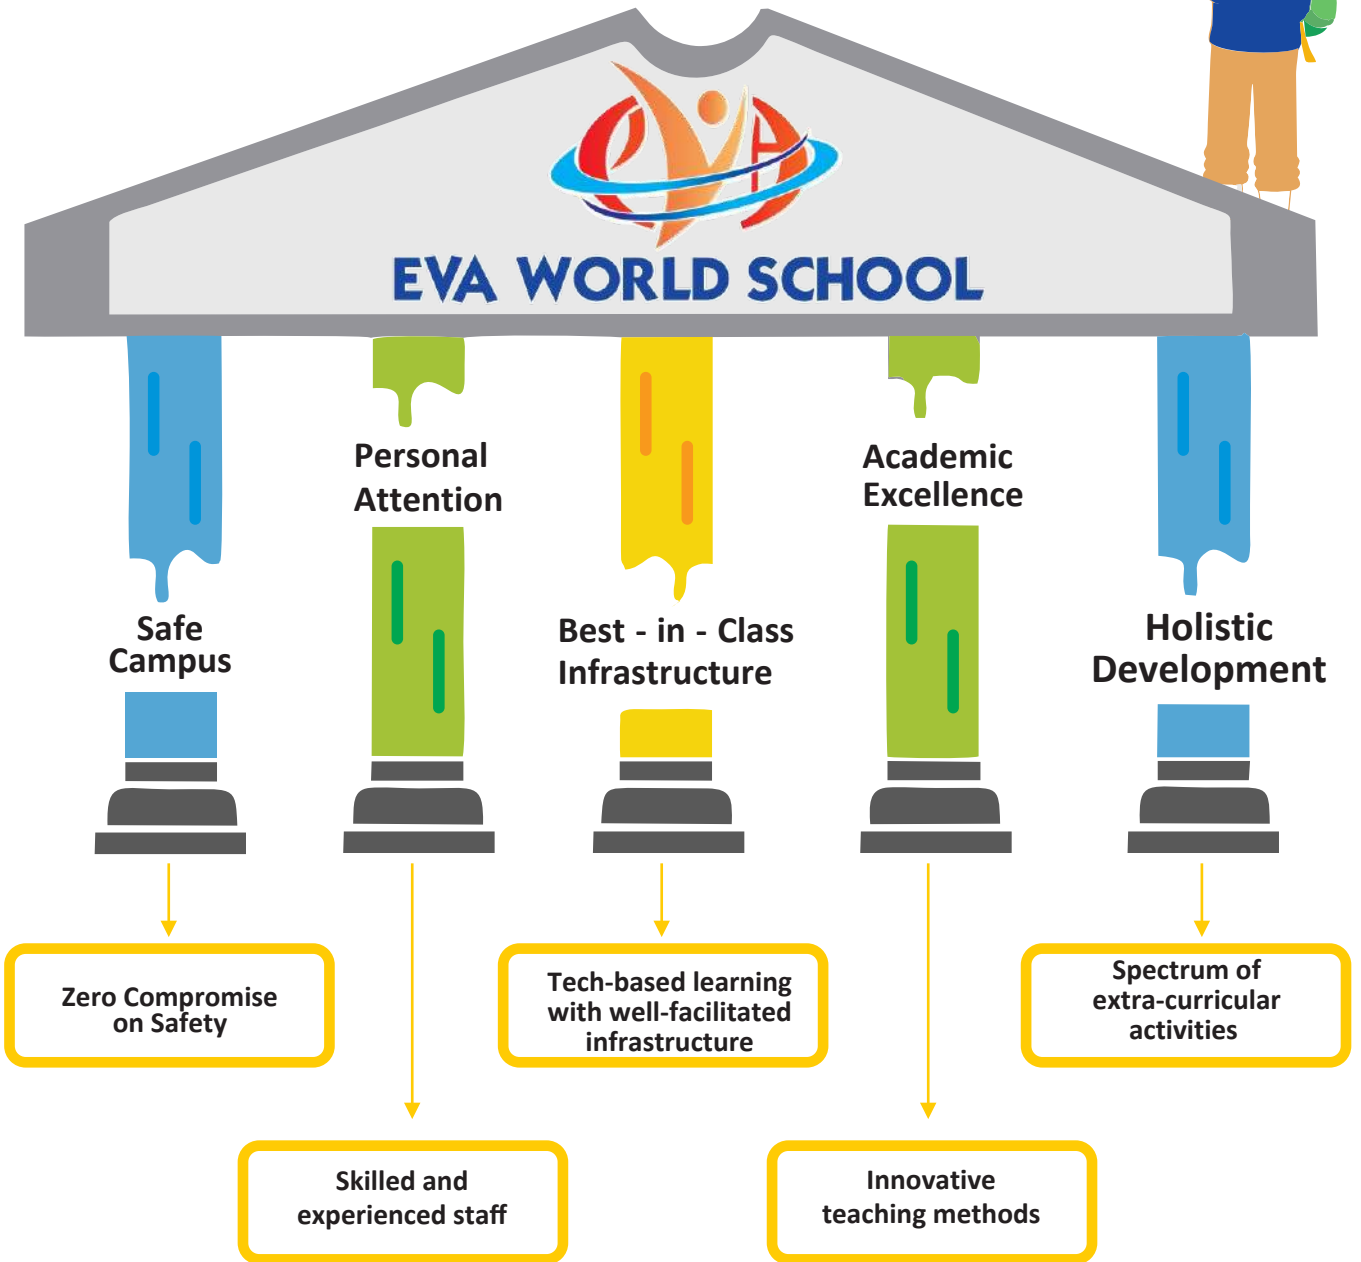 eVA
EVA WORLD SCHOOL
Safe
Campus
Personal
Attention
Best - in - Class
Infrastructure
Academic
Excellence
Holistic
Development
Zero Compromise
on Safety
Skilled and
experienced staff
Tech-based learning
with well-facilitated
infrastructure
Innovative
teaching methods
Spectrum of
extra-curricular
activities